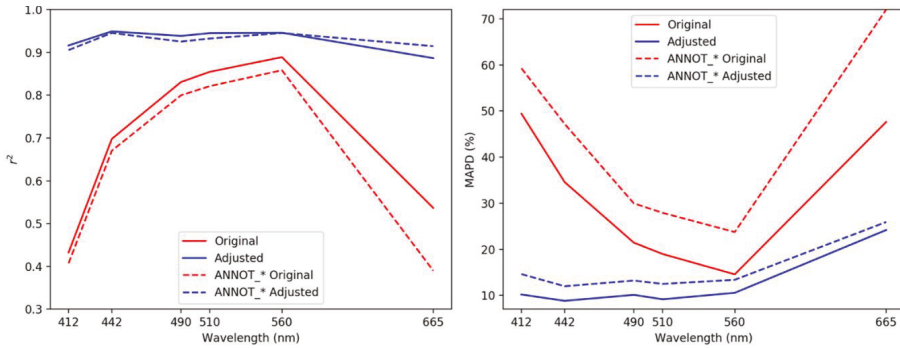 1.0
0.9
0.8
0.7
0.6
0.5
0.4
0.3
r²
Original
Adjusted
ANNOT_* Original
ANNOT_* Adjusted
412 442 490 510 560 665
Wavelength (nm)
70
60
50
40
30
20
10
MAPD (%)
Original
Adjusted
ANNOT_* Original
ANNOT_* Adjusted
412 442 490 510 560 665
Wavelength (nm)